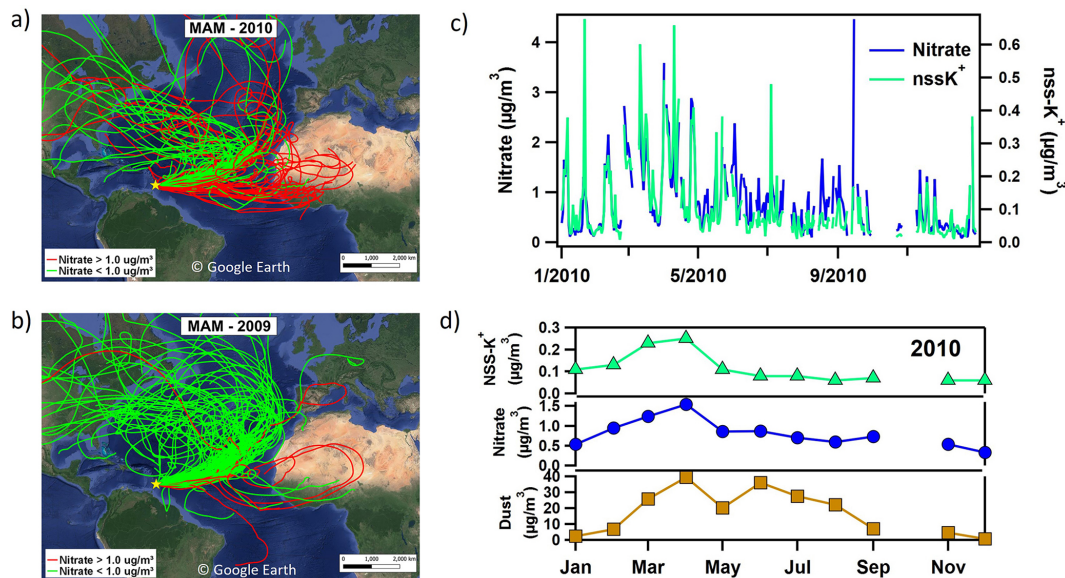 a)
MAM - 2010
Nitrate > 1.0 ug/m³
Nitrate < 1.0 ug/m³
© Google Earth
0 1,000 2,000 km
b)
MAM - 2009
Nitrate > 1.0 ug/m³
Nitrate < 1.0 ug/m³
© Google Earth
0 1,000 2,000 km
c)
Nitrate (µg/m³)
4
3
2
1
0
Nitrate
nssK⁺
0.6
0.5
0.4
0.3
0.2
0.1
0.0
nss-K⁺ (µg/m³)
1/2010 5/2010 9/2010
d)
2010
NSS-K⁺
(µg/m³)
0.3
0.2
0.1
0.0
Nitrate
(µg/m³)
1.5
1.0
0.5
0.0
Dust
(µg/m³)
40
30
20
10
0
Jan Mar May Jul Sep Nov